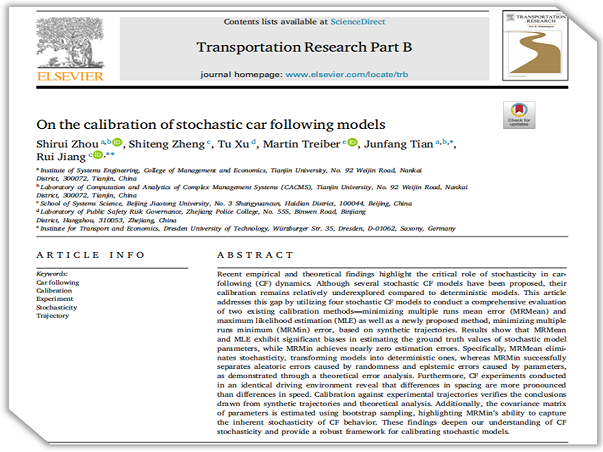 Contents lists available at ScienceDirect
Transportation Research Part B
ELSEVIER
journal homepage: www.elsevier.com/locate/trb
TRANSPORTATION
RESEARCH
Check for
updates
On the calibration of stochastic car following models
Shirui Zhou a,b, Shiteng Zheng c, Tu Xu d, Martin Treiber e, Junfang Tian a,b,*,
Rui Jiang c,**
a Institute of Systems Engineering, College of Management and Economics, Tianjin University, No. 92 Weijin Road, Nankai
District, 300072, Tianjin, China
b Laboratory of Computation and Analytics of Complex Management Systems (CACMS), Tianjin University, No. 92 Weijin Road, Nankai
District, 300072, Tianjin, China
c School of Systems Science, Beijing Jiaotong University, No. 3 Shangyuancun, Haidian District, 100044, Beijing, China
d Laboratory of Public Safety Risk Governance, Zhejiang Police College, No. 555, Binwen Road, Binjiang
District, Hangzhou, 310053, Zhejiang, China
e Institute for Transport and Economics, Dresden University of Technology, Würzburger Str. 35, Dresden, D-01062, Saxony, Germany
ARTICLE INFO
Keywords:
Car following
Calibration
Experiment
Stochasticity
Trajectory
ABSTRACT
Recent empirical and theoretical findings highlight the critical role of stochasticity in car-
following (CF) dynamics. Although several stochastic CF models have been proposed, their
calibration remains relatively underexplored compared to deterministic models. This article
addresses this gap by utilizing four stochastic CF models to conduct a comprehensive evaluation
of two existing calibration methods—minimizing multiple runs mean error (MRMean) and
maximum likelihood estimation (MLE) as well as a newly proposed method, minimizing multiple
runs minimum (MRMin) error, based on synthetic trajectories. Results show that MRMean
and MLE exhibit significant biases in estimating the ground truth values of stochastic model
parameters, while MRMin achieves nearly zero estimation errors. Specifically, MRMean elimi-
nates stochasticity, transforming models into deterministic ones, whereas MRMin successfully
separates aleatoric errors caused by randomness and epistemic errors caused by parameters,
as demonstrated through a theoretical error analysis. Furthermore, CF experiments conducted
in an identical driving environment reveal that differences in spacing are more pronounced
than differences in speed. Calibration against experimental trajectories verifies the conclusions
drawn from synthetic trajectories and theoretical analysis. Additionally, the covariance matrix
of parameters is estimated using bootstrap sampling, highlighting MRMin's ability to capture
the inherent stochasticity of CF behavior. These findings deepen our understanding of CF
stochasticity and provide a robust framework for calibrating stochastic models.